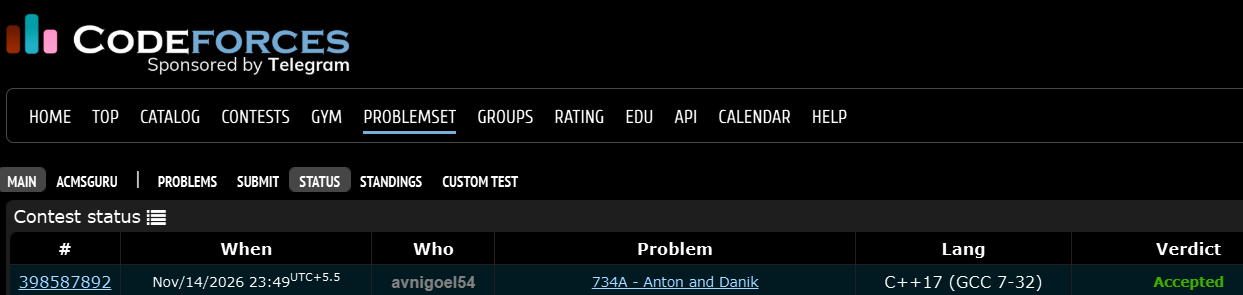 CODEFORCES
Sponsored by Telegram
HOME TOP CATALOG CONTESTS GYM PROBLEMSET GROUPS RATING EDU API CALENDAR HELP
MAIN ACMSGURU | PROBLEMS SUBMIT STATUS STANDINGS CUSTOM TEST
Contest status
# When Who Problem Lang Verdict
398587892 Nov/14/2026 23:49UTC+5.5 avnigoel54 734A - Anton and Danik C++17 (GCC 7-32) Accepted